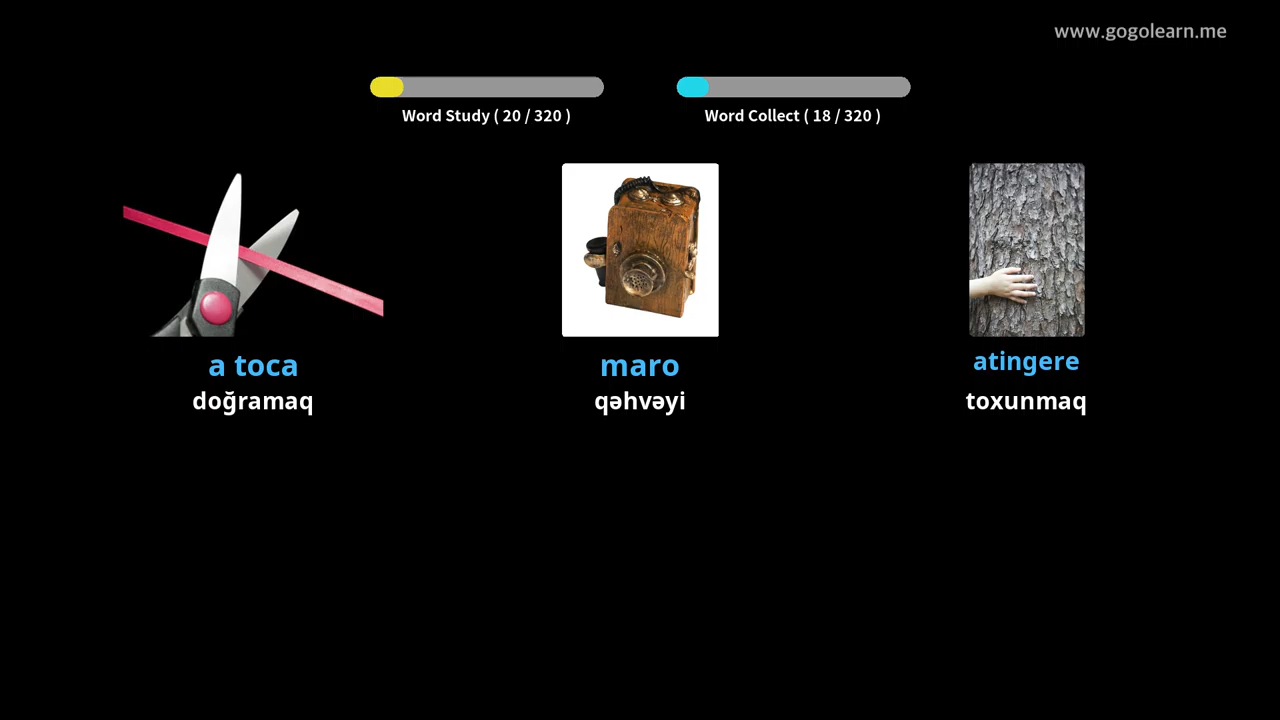 www.gogolearn.me
Word Study ( 20 / 320 )
Word Collect ( 18 / 320 )
a toca
doğramaq
maro
qəhvəyi
atingere
toxunmaq